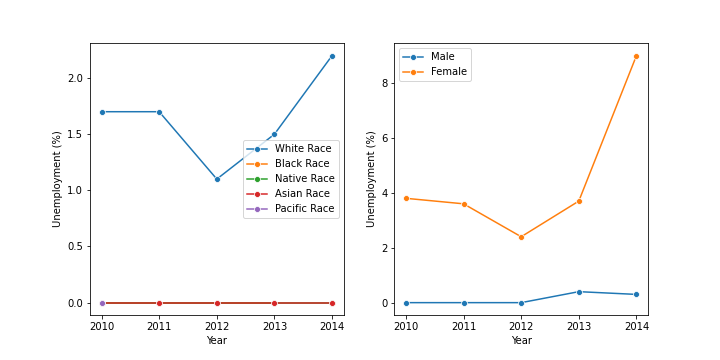 2.0
1.5
1.0
0.5
0.0
Unemployment (%)
White Race
Black Race
Native Race
Asian Race
Pacific Race
2010 2011 2012 2013 2014
Year
8
6
4
2
0
Unemployment (%)
Male
Female
2010 2011 2012 2013 2014
Year